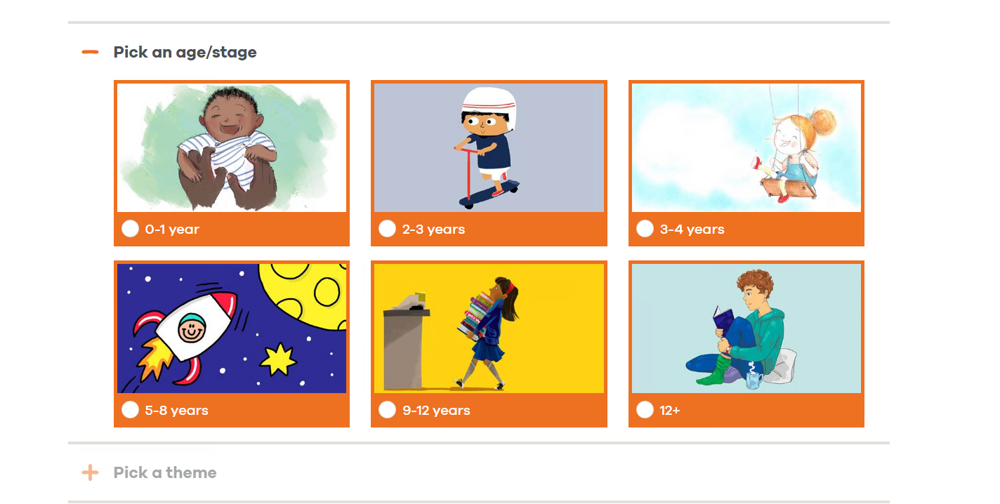 Pick an age/stage
0-1 year
2-3 years
3-4 years
5-8 years
9-12 years
12+
Pick a theme